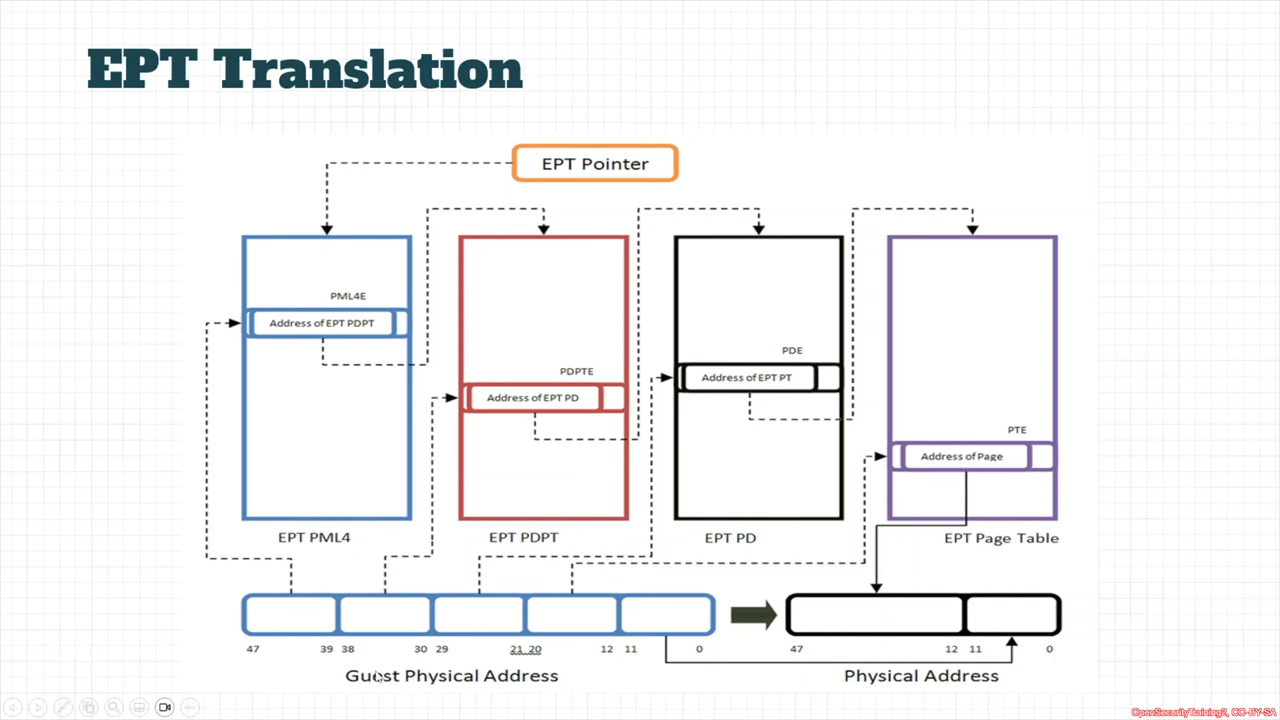 EPT Translation
EPT Pointer
PML4E
Address of EPT PDPT
PDPTE
Address of EPT PD
PDE
Address of EPT PT
PTE
Address of Page
EPT PML4
EPT PDPT
EPT PD
EPT Page Table
47 39 38 30 29 21 20 12 11 0
47 12 11 0
Guest Physical Address
Physical Address
OpenSecurityTraining2, CC-BY-SA